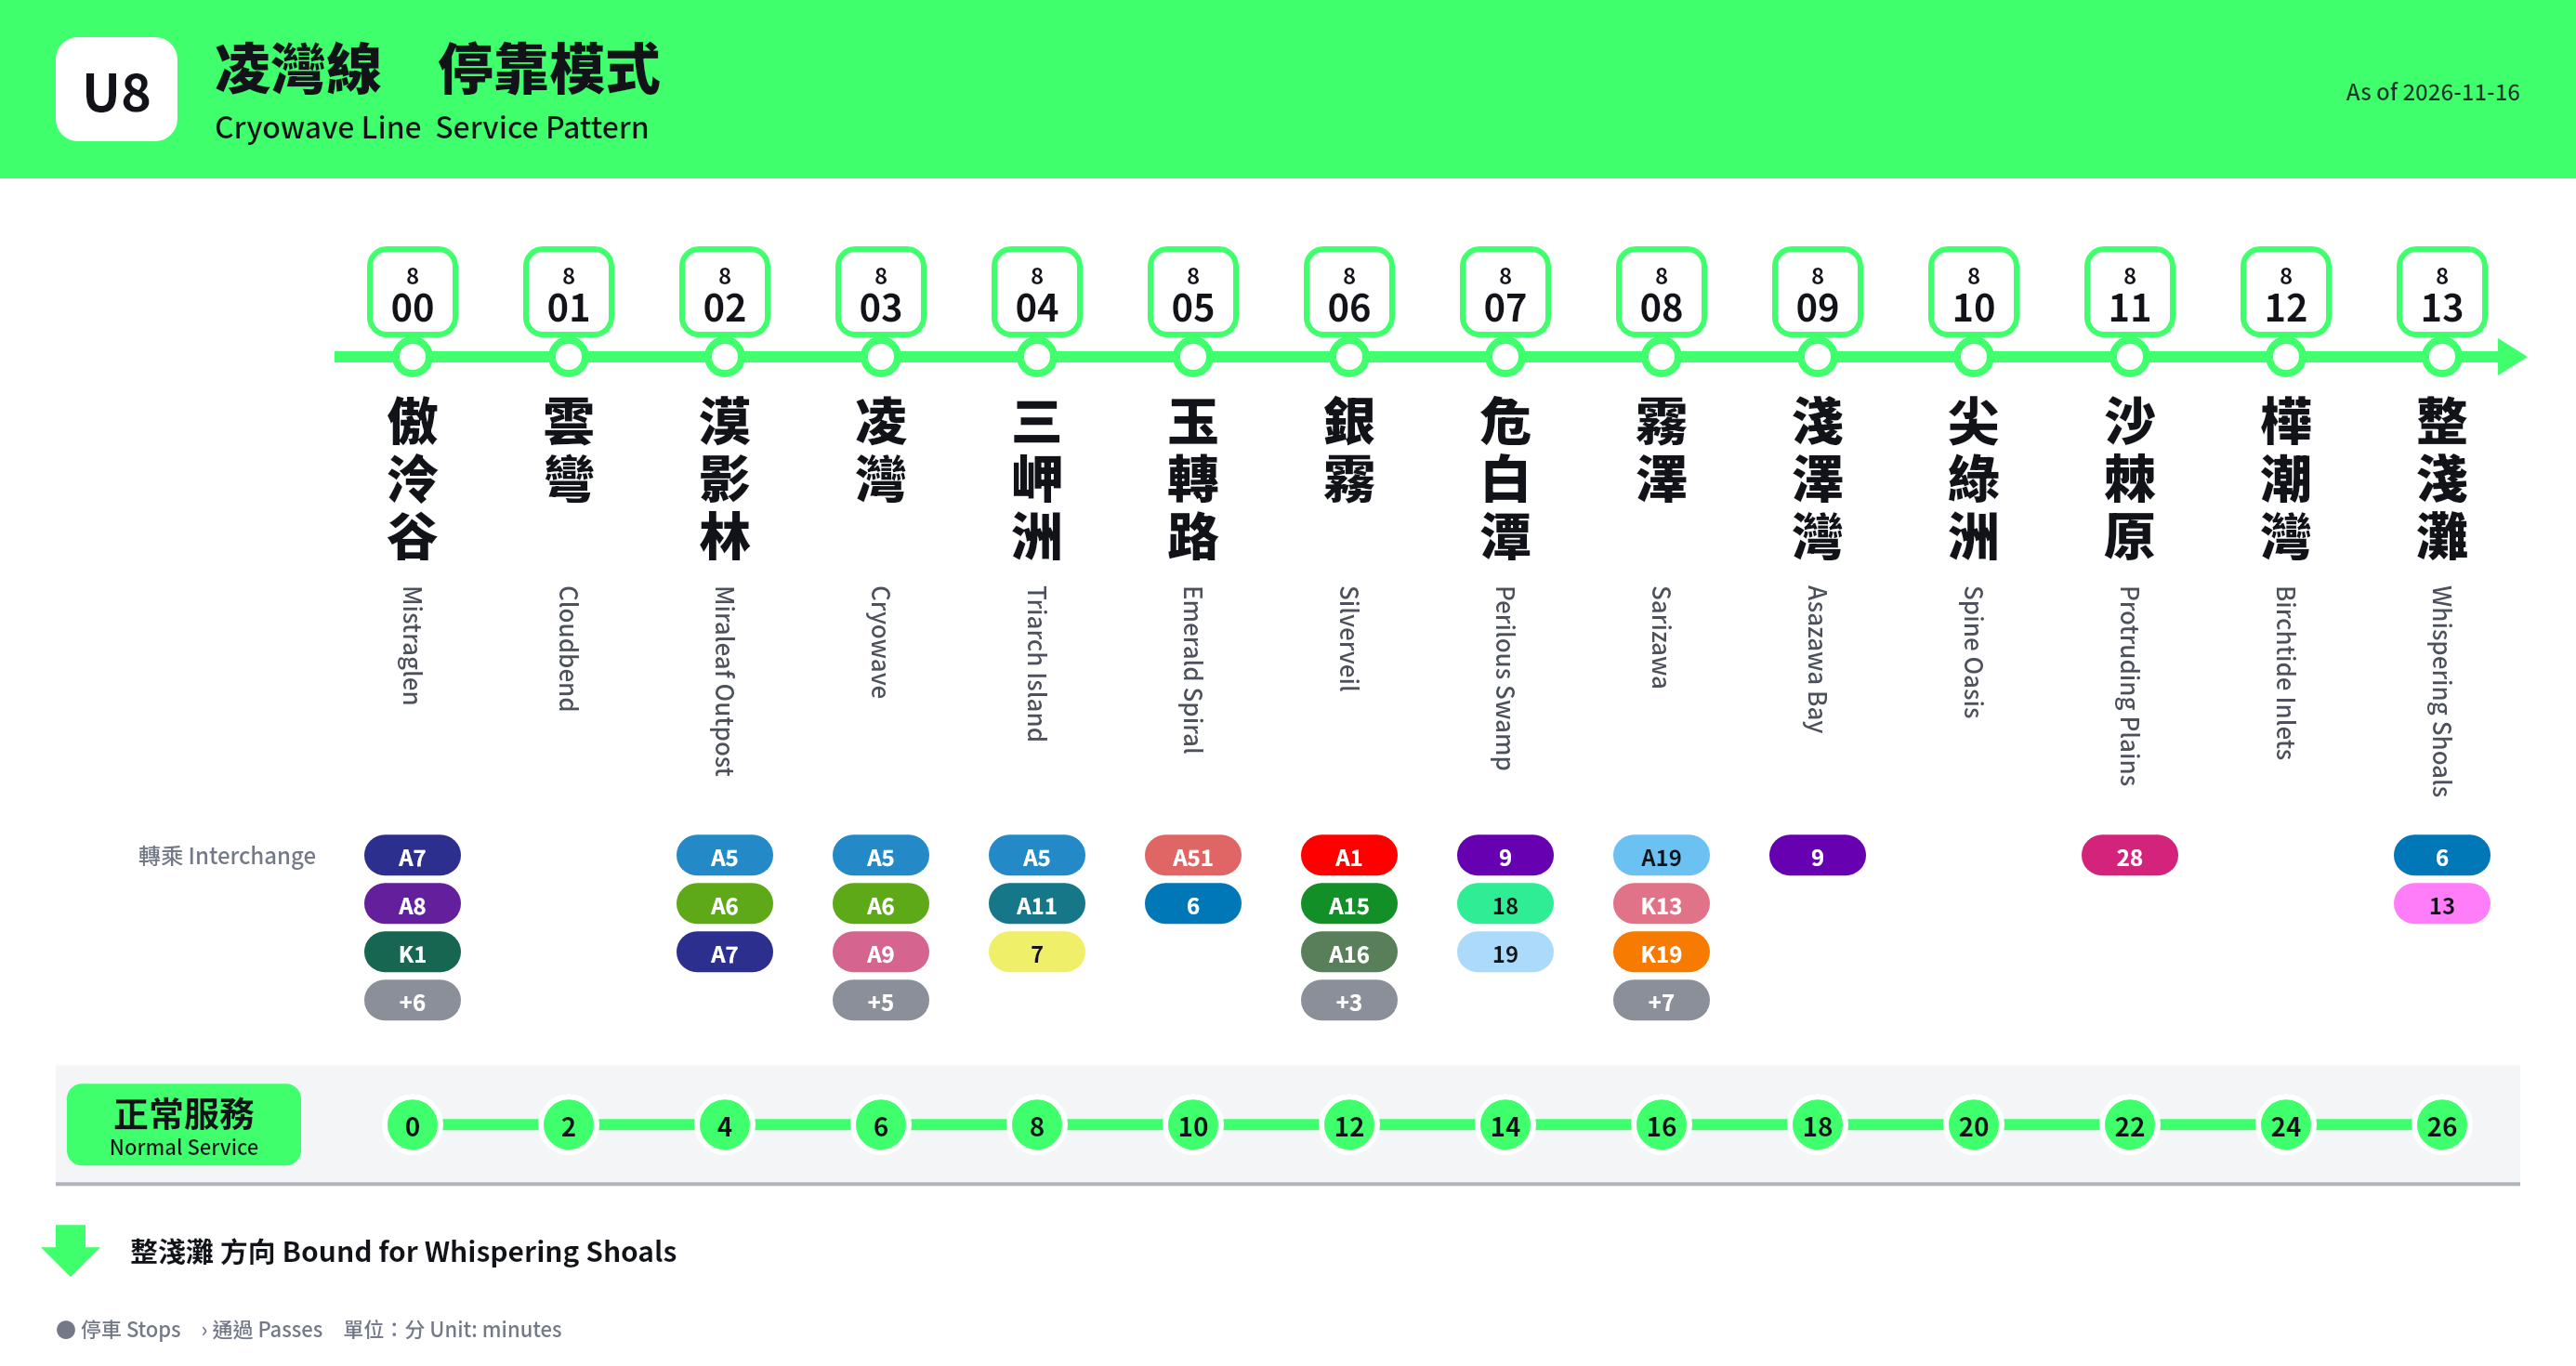 U8
凌灣線　停靠模式
Cryowave Line Service Pattern
As of 2026-11-16
8
00
8
01
8
02
8
03
8
04
8
05
8
06
8
07
8
08
8
09
8
10
8
11
8
12
8
13
傲泠谷
雲彎
漠影林
凌灣
三岬洲
玉轉路
銀霧
危白潭
霧澤
淺澤灣
尖綠洲
沙棘原
樺潮灣
整淺灘
Mistraglen
Cloudbend
Miraleaf Outpost
Cryowave
Triarch Island
Emerald Spiral
Silverveil
Perilous Swamp
Sarizawa
Asazawa Bay
Spine Oasis
Protruding Plains
Birchtide Inlets
Whispering Shoals
轉乘 Interchange
A7
A8
K1
+6
A5
A6
A7
A5
A6
A9
+5
A5
A11
7
A51
6
A1
A15
A16
+3
9
18
19
A19
K13
K19
+7
9
28
6
13
正常服務
Normal Service
0 2 4 6 8 10 12 14 16 18 20 22 24 26
整淺灘 方向 Bound for Whispering Shoals
● 停車 Stops　› 通過 Passes　單位：分 Unit: minutes